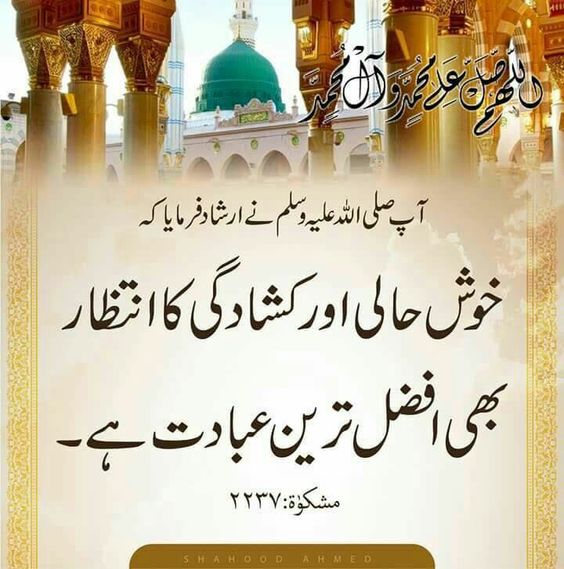 اللهم صل على محمد وآل محمد
آپ صلی اللہ علیہ وسلم نے ارشاد فرمایا کہ
خوش حالی اور کشادگی کا انتظار
بھی افضل ترین عبادت ہے۔
مشکوٰۃ: ۲۲۳۷
SHAHOOD AHMED